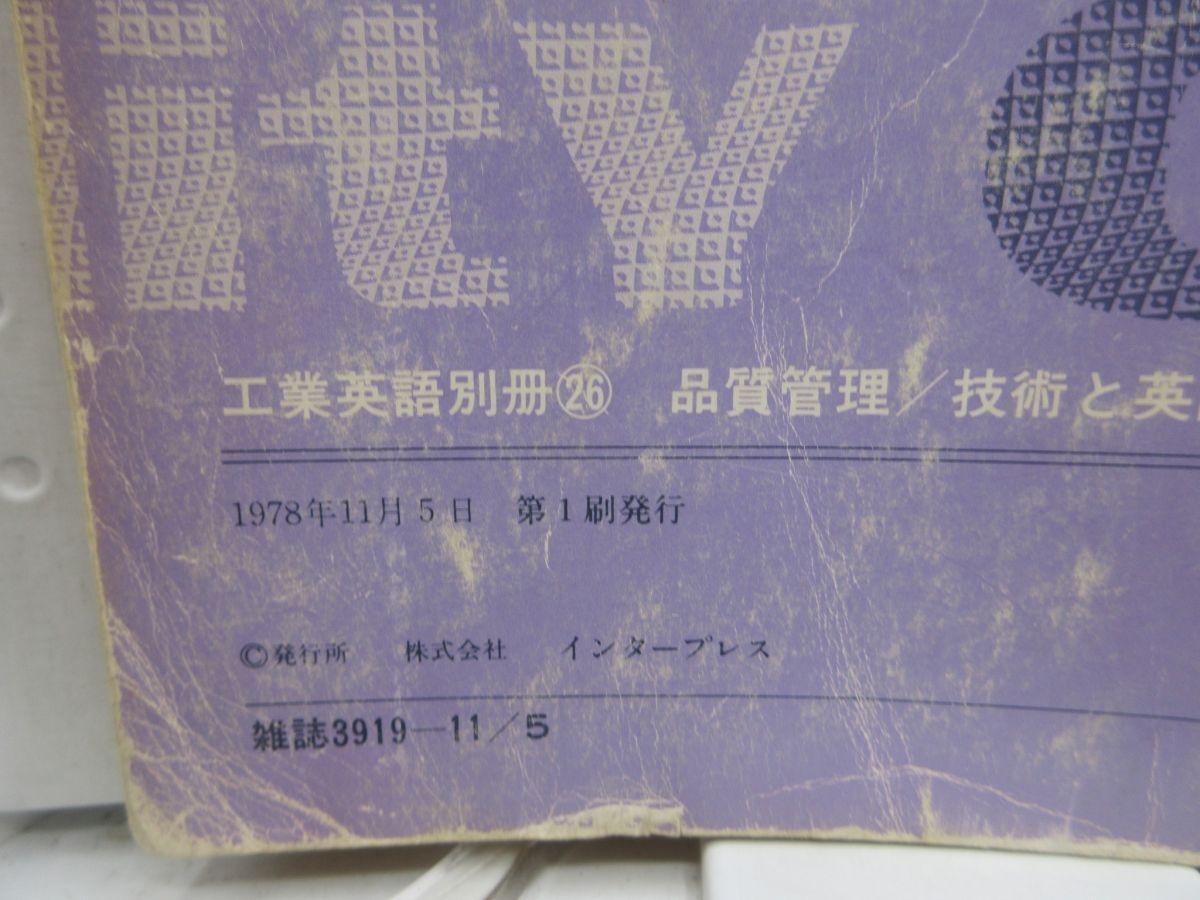 ity C
工業英語別冊㉖ 品質管理／技術と英
1978年11月5日 第1刷発行
©発行所 株式会社 インタープレス
雑誌3919—11／5